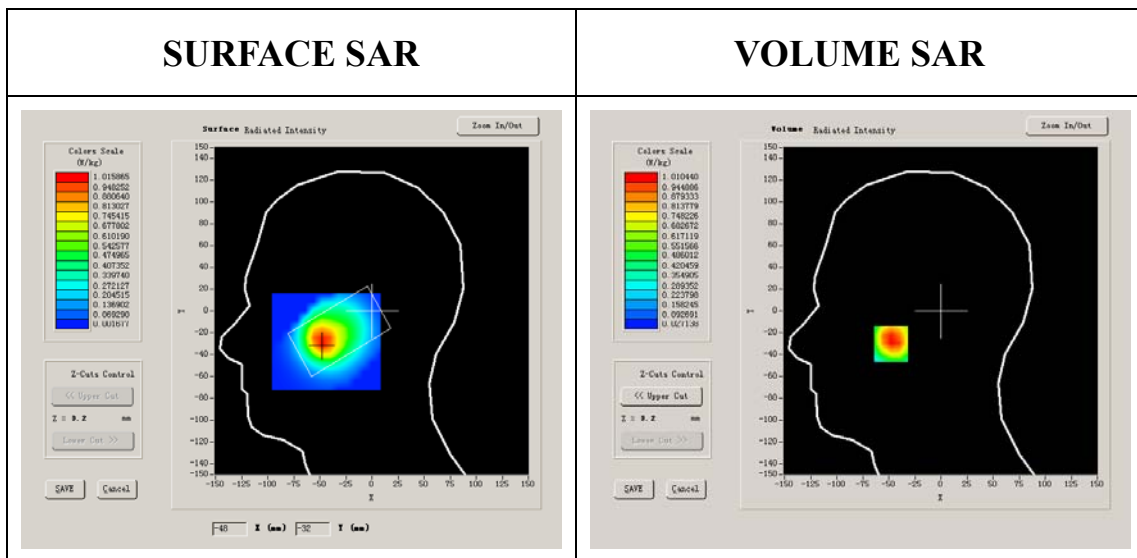 SURFACE SAR
VOLUME SAR
Surface Radiated Intensity
Zoom In/Out
Colors Scale
(W/kg)
1.015865
0.948252
0.880640
0.813027
0.745415
0.677802
0.610190
0.542577
0.474965
0.407352
0.339740
0.272127
0.204515
0.136902
0.069290
0.001677
150
140
120
100
80
60
40
20
0
-20
-40
-60
-80
-100
-120
-140
-150
Y
-150 -125 -100 -75 -50 -25 0 25 50 75 100 125 150
X
Z-Cuts Control
<< Upper Cut
Lower Cut >>
SAVE Cancel
-48 X (mm) -32 Y (mm)
Volume Radiated Intensity
Zoom In/Out
Colors Scale
(W/kg)
1.010440
0.944886
0.879333
0.813779
0.748226
0.682672
0.617119
0.551566
0.486012
0.420459
0.354905
0.289352
0.223798
0.158245
0.092691
0.027138
150
140
120
100
80
60
40
20
0
-20
-40
-60
-80
-100
-120
-140
-150
Y
-150 -125 -100 -75 -50 -25 0 25 50 75 100 125 150
X
Z-Cuts Control
<< Upper Cut
Lower Cut >>
SAVE Cancel